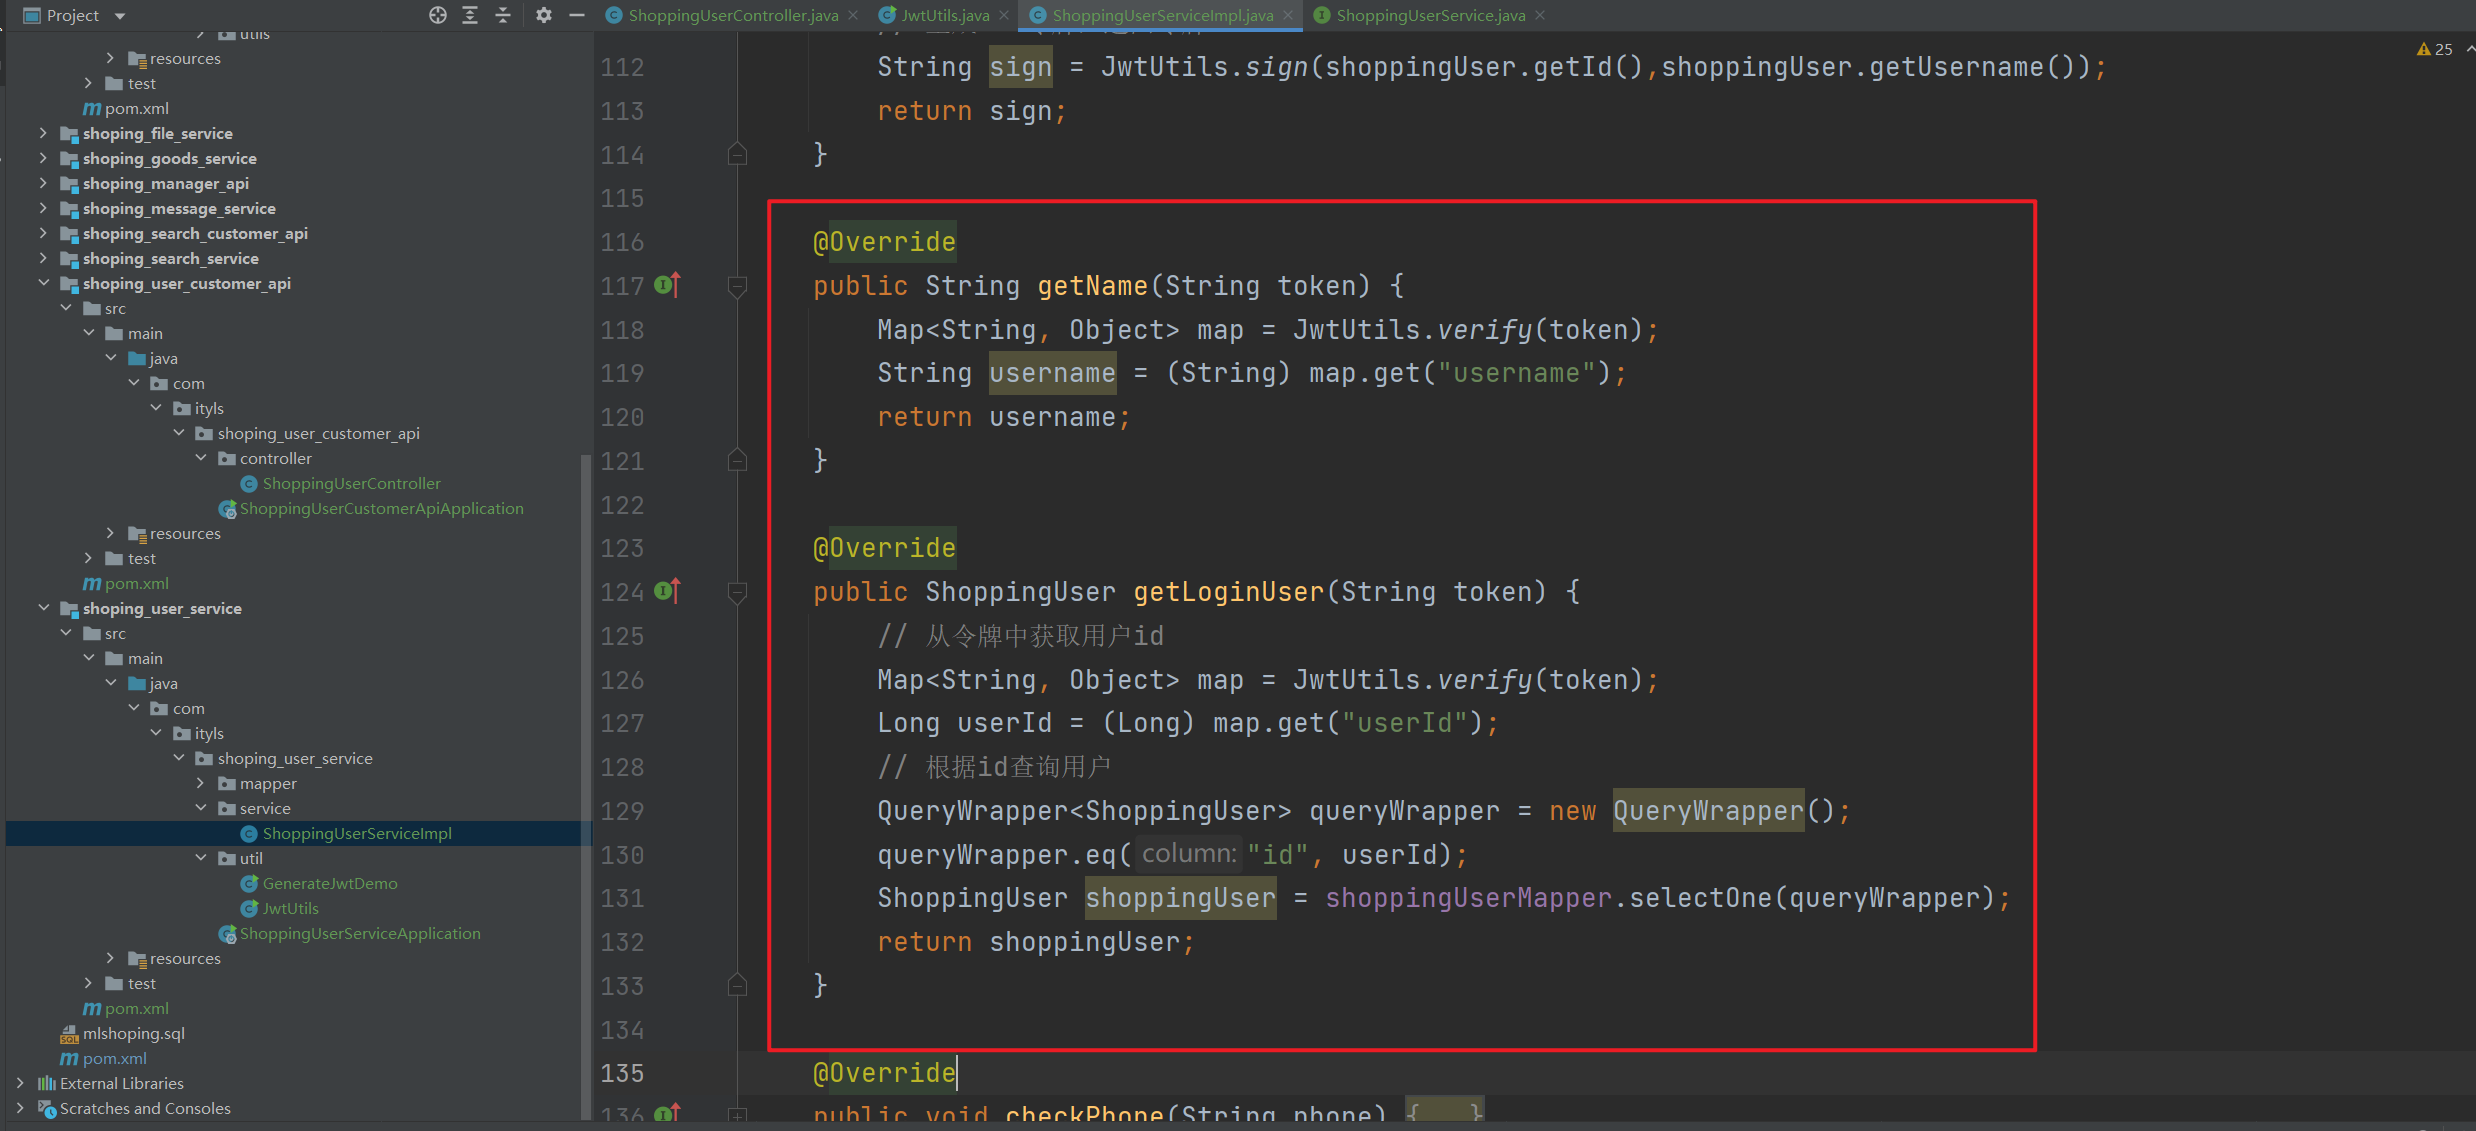 Project
ShoppingUserController.java
JwtUtils.java
ShoppingUserServiceImpl.java
ShoppingUserService.java
utils
resources
test
pom.xml
shoping_file_service
shoping_goods_service
shoping_manager_api
shoping_message_service
shoping_search_customer_api
shoping_search_service
shoping_user_customer_api
src
main
java
com
ityls
shoping_user_customer_api
controller
ShoppingUserController
ShoppingUserCustomerApiApplication
resources
test
pom.xml
shoping_user_service
src
main
java
com
ityls
shoping_user_service
mapper
service
ShoppingUserServiceImpl
util
GenerateJwtDemo
JwtUtils
ShoppingUserServiceApplication
resources
test
pom.xml
mlshoping.sql
pom.xml
External Libraries
Scratches and Consoles
25
112 String sign = JwtUtils.sign(shoppingUser.getId(),shoppingUser.getUsername());
113 return sign;
114 }
115
116 @Override
117 public String getName(String token) {
118 Map<String, Object> map = JwtUtils.verify(token);
119 String username = (String) map.get("username");
120 return username;
121 }
122
123 @Override
124 public ShoppingUser getLoginUser(String token) {
125 // 从令牌中获取用户id
126 Map<String, Object> map = JwtUtils.verify(token);
127 Long userId = (Long) map.get("userId");
128 // 根据id查询用户
129 QueryWrapper<ShoppingUser> queryWrapper = new QueryWrapper();
130 queryWrapper.eq( column: "id", userId);
131 ShoppingUser shoppingUser = shoppingUserMapper.selectOne(queryWrapper);
132 return shoppingUser;
133 }
134
135 @Override
136 public void checkPhone(String phone) {...}